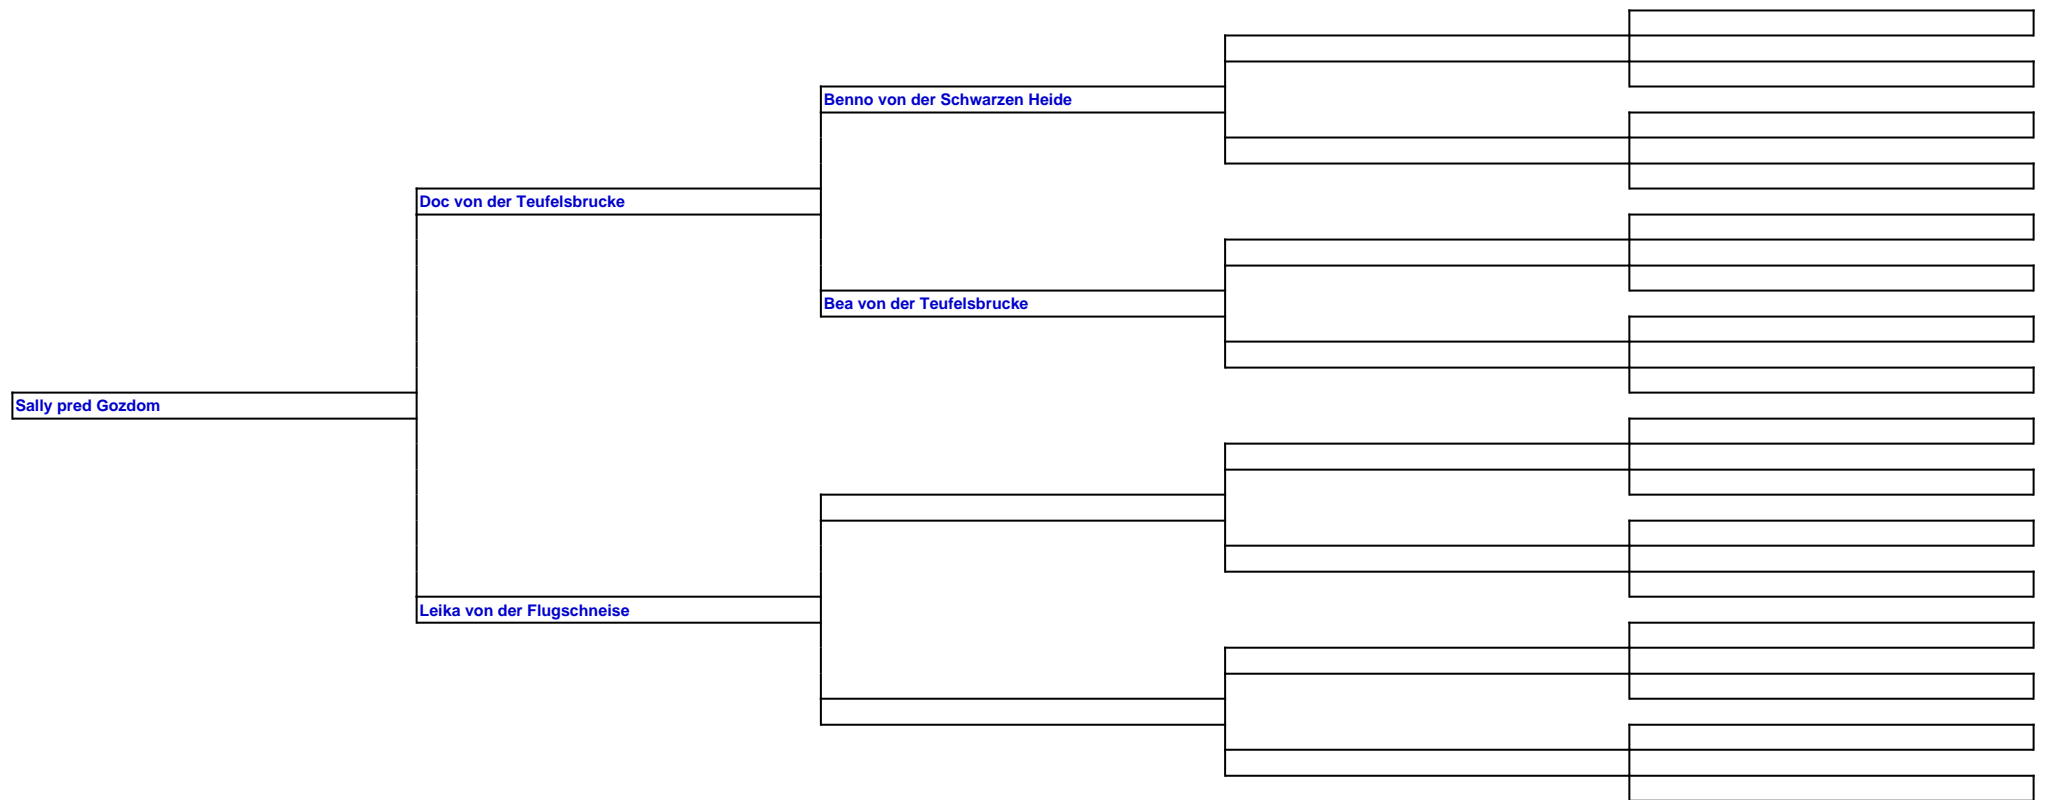 Benno von der Schwarzen Heide
Doc von der Teufelsbrucke
Bea von der Teufelsbrucke
Sally pred Gozdom
Leika von der Flugschneise